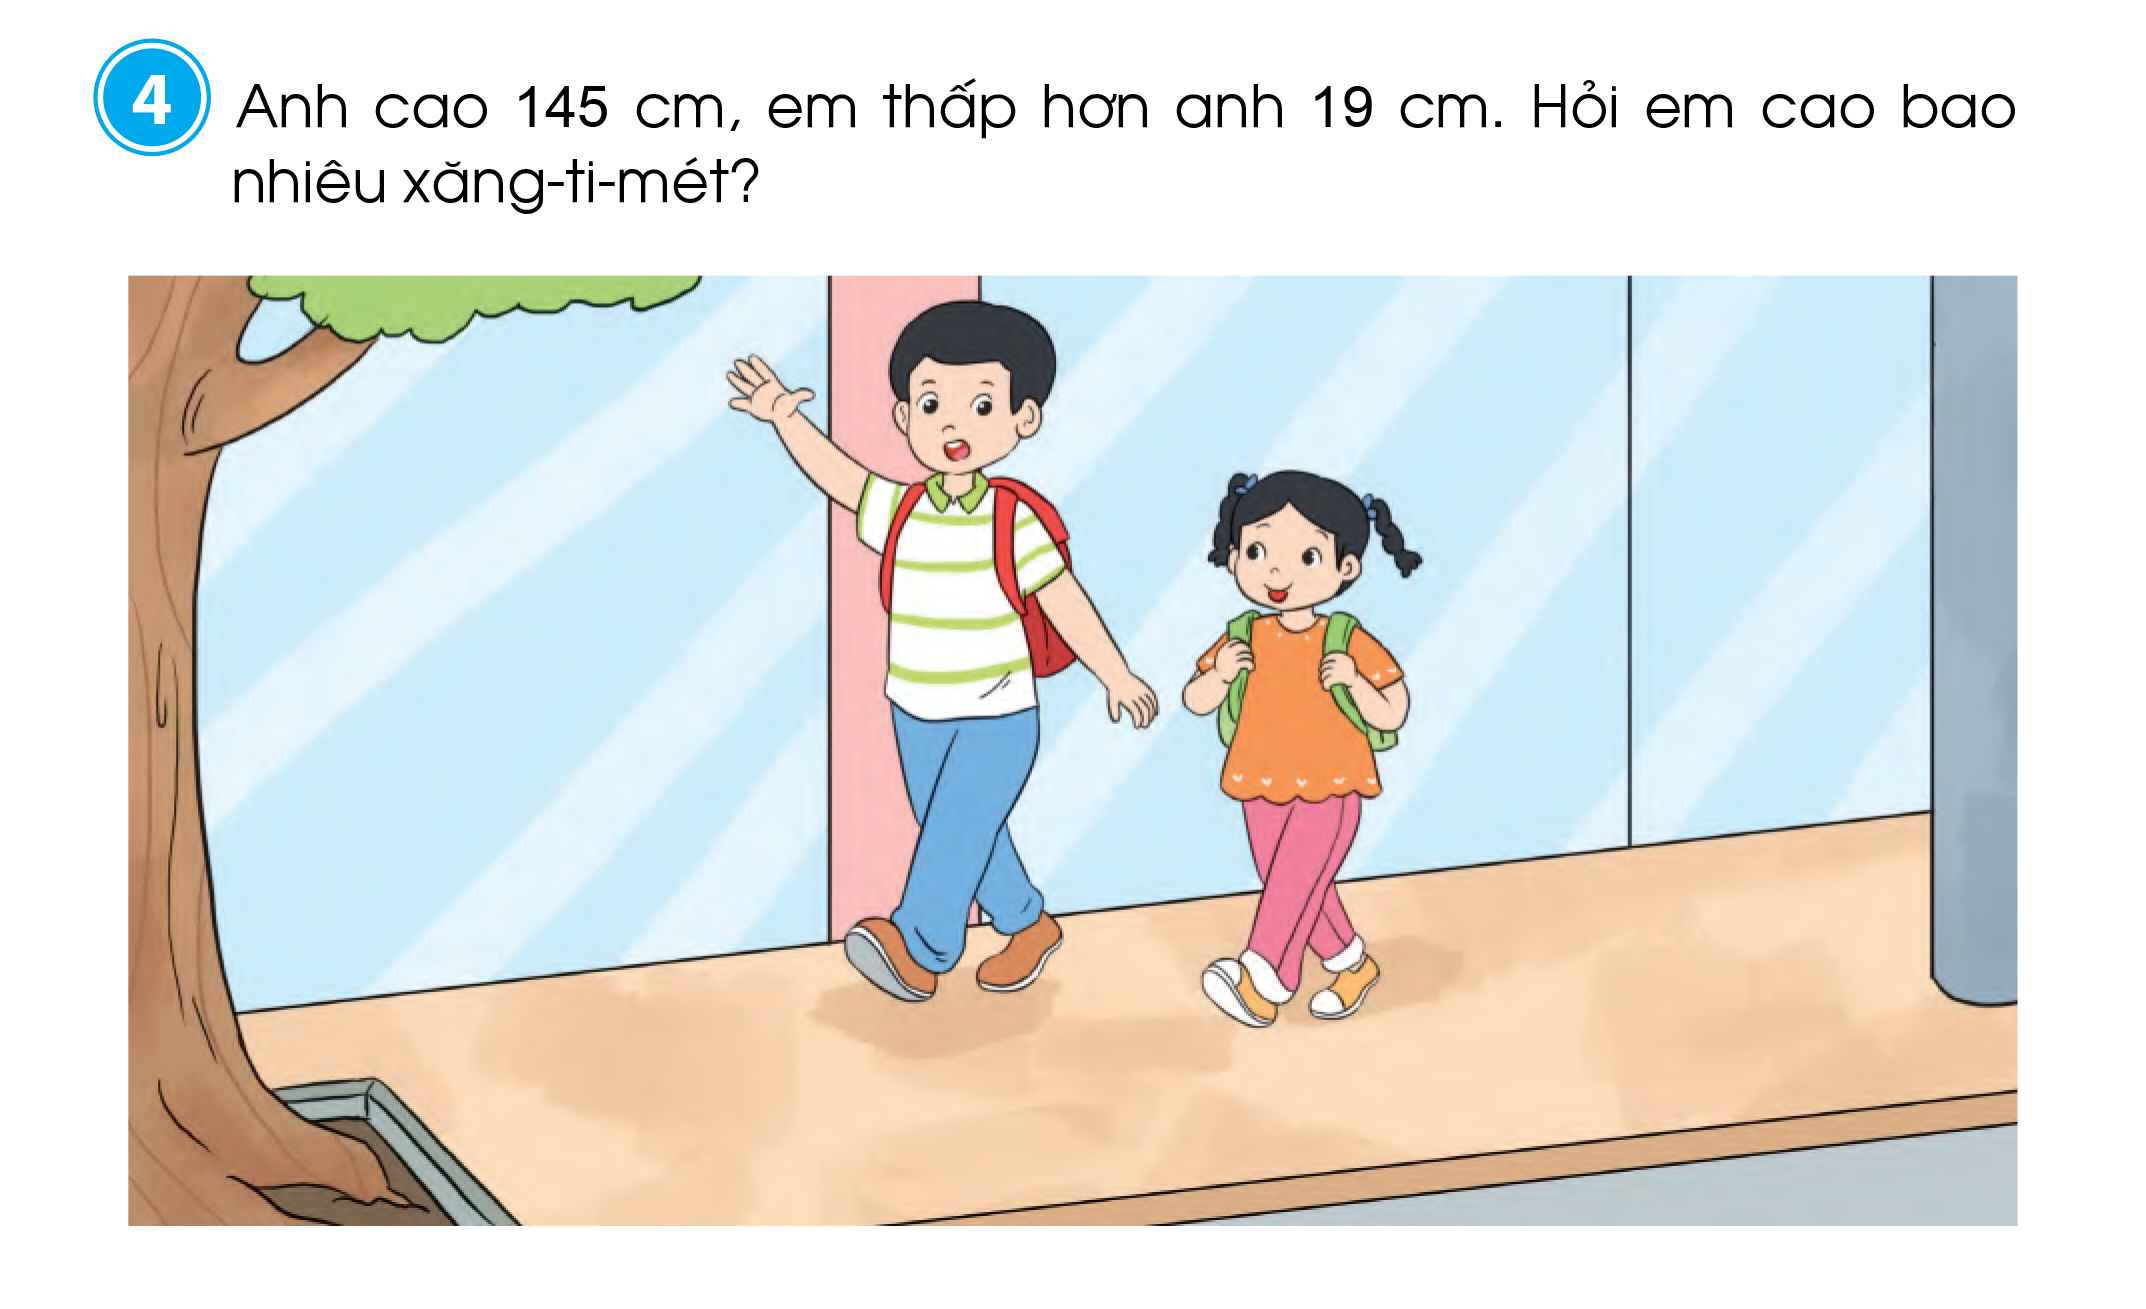 4 Anh cao 145 cm, em thấp hơn anh 19 cm. Hỏi em cao bao
nhiêu xăng-ti-mét?